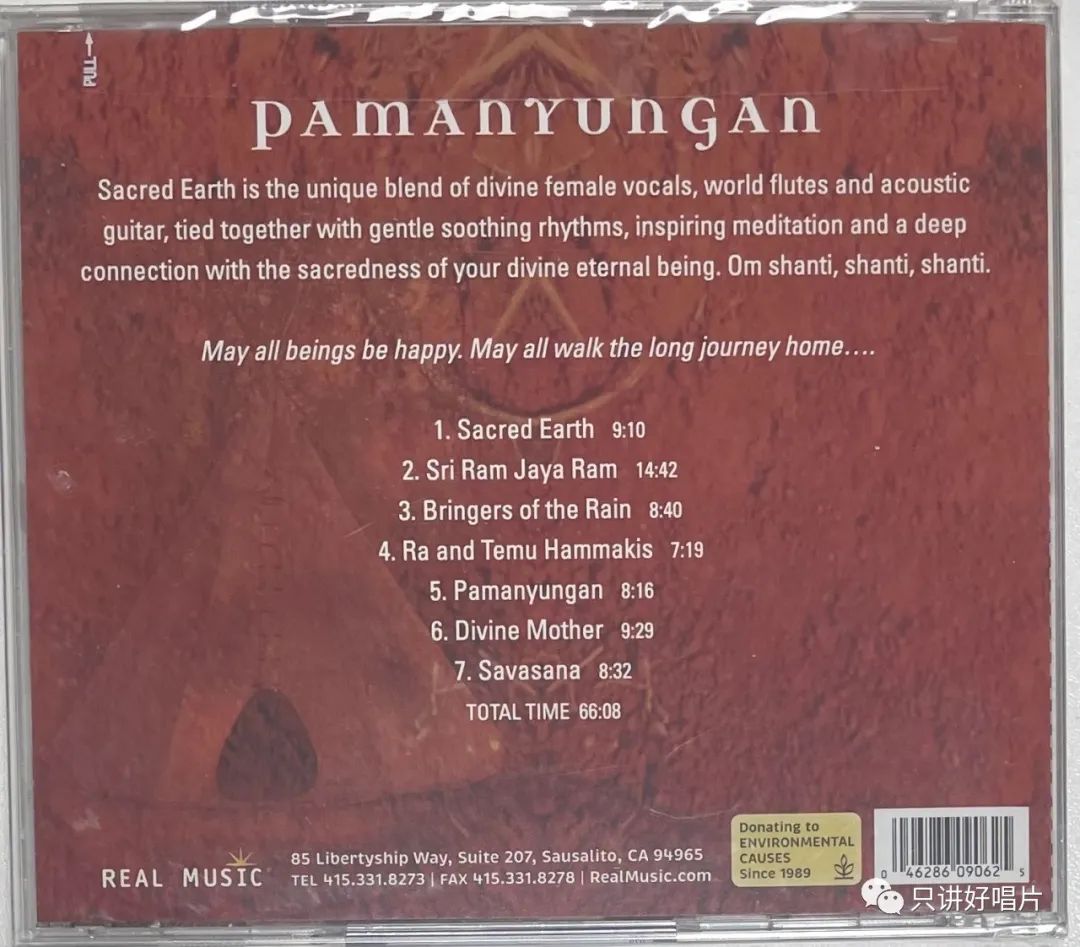 PULL
PAMANYUNGAN
Sacred Earth is the unique blend of divine female vocals, world flutes and acoustic
guitar, tied together with gentle soothing rhythms, inspiring meditation and a deep
connection with the sacredness of your divine eternal being. Om shanti, shanti, shanti.
May all beings be happy. May all walk the long journey home....
1. Sacred Earth 9:10
2. Sri Ram Jaya Ram 14:42
3. Bringers of the Rain 8:40
4. Ra and Temu Hammakis 7:19
5. Pamanyungan 8:16
6. Divine Mother 9:29
7. Savasana 8:32
TOTAL TIME 66:08
REAL MUSIC
85 Libertyship Way, Suite 207, Sausalito, CA 94965
TEL 415.331.8273 | FAX 415.331.8278 | RealMusic.com
Donating to
ENVIRONMENTAL
CAUSES
Since 1989
0 46286 09062 5
只讲好唱片